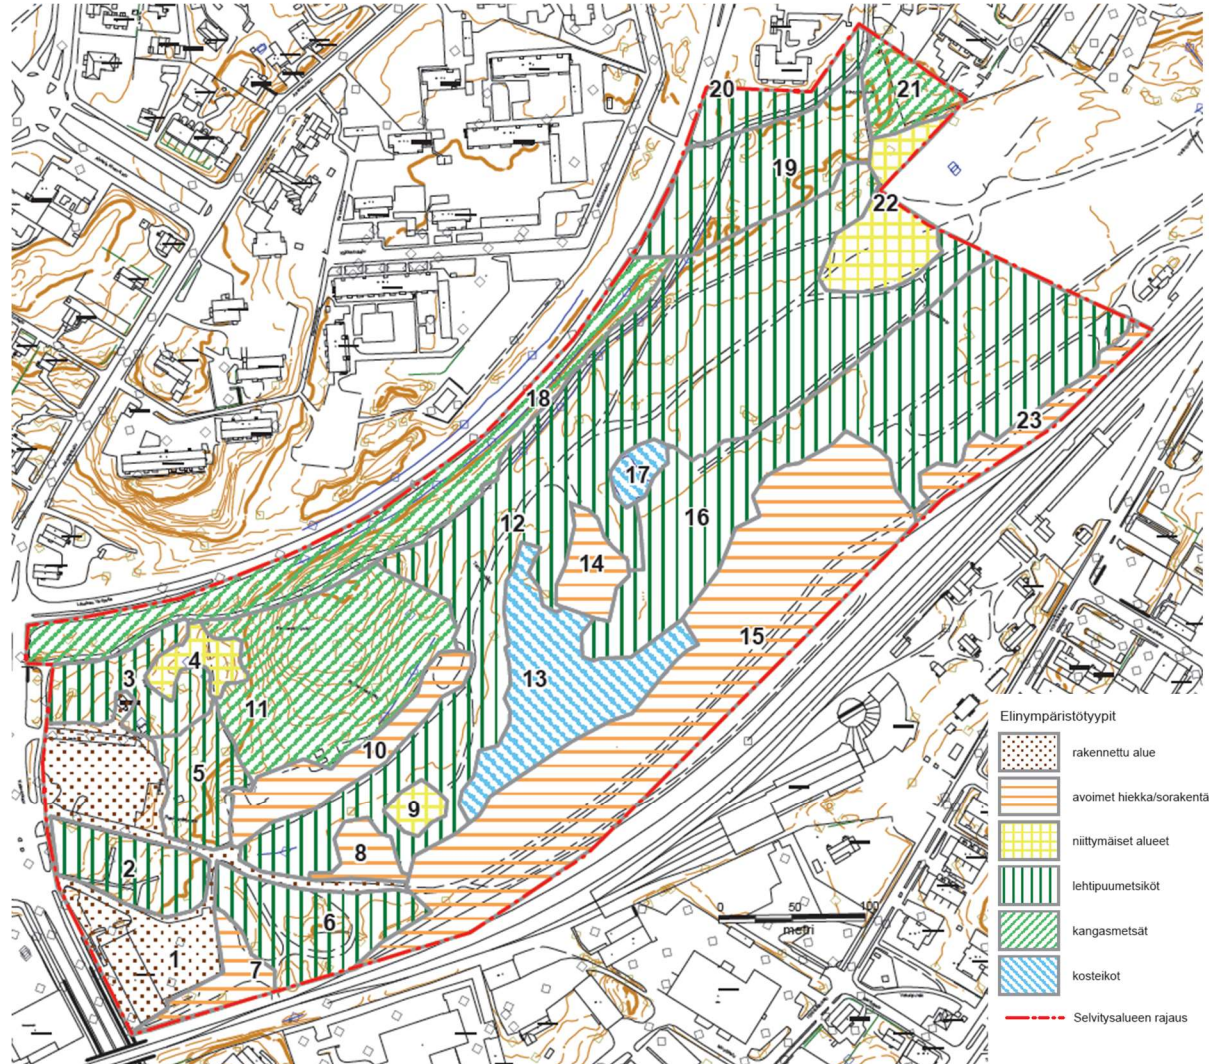 20
21
19
22
18
23
17
12
16
14
15
4
3
13
11
10
5
9
8
2
6
1
7
0 50 100
metri
Elinympäristötyypit
rakennettu alue
avoimet hiekka/sorakentä
niittymäiset alueet
lehtipuumetsiköt
kangasmetsät
kosteikot
Selvitysalueen rajaus